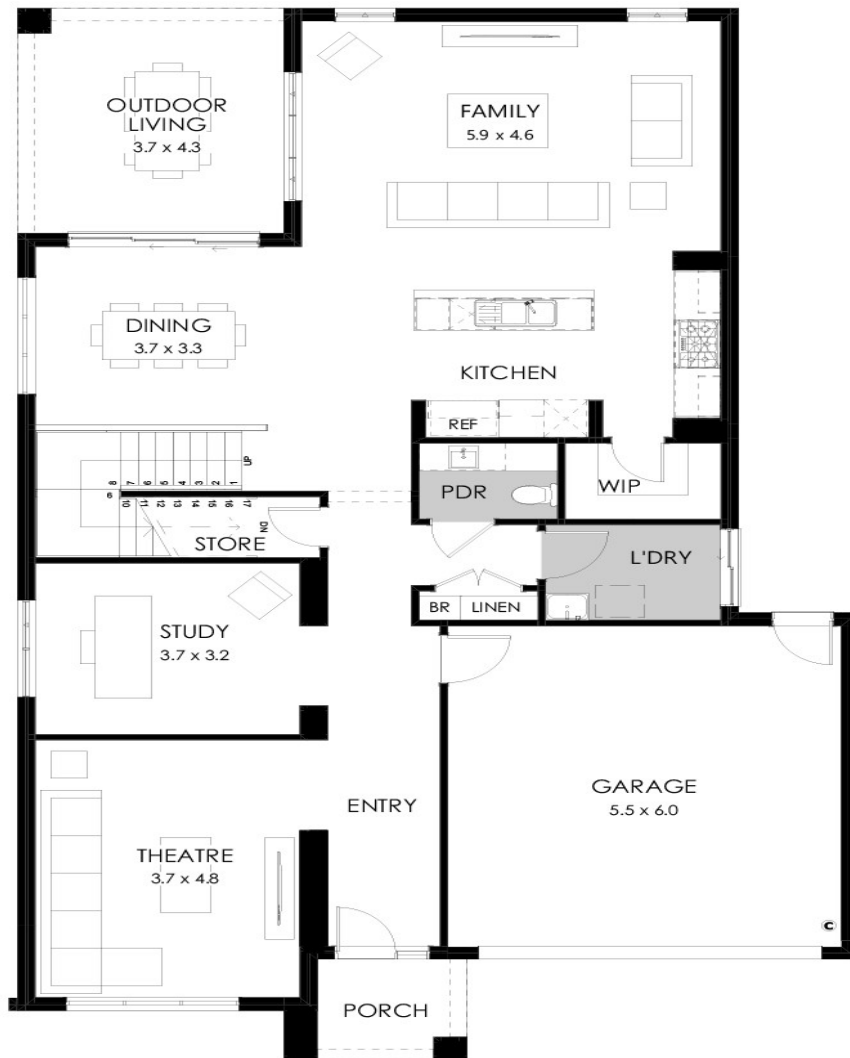 OUTDOOR
LIVING
3.7 x 4.3
FAMILY
5.9 x 4.6
DINING
3.7 x 3.3
KITCHEN
REF
PDR
WIP
UP
8 7 6 5 4 3 2 1
9
10 11 12 13 14 15 16 17
DN
STORE
L'DRY
BR
LINEN
STUDY
3.7 x 3.2
GARAGE
5.5 x 6.0
ENTRY
THEATRE
3.7 x 4.8
C
PORCH